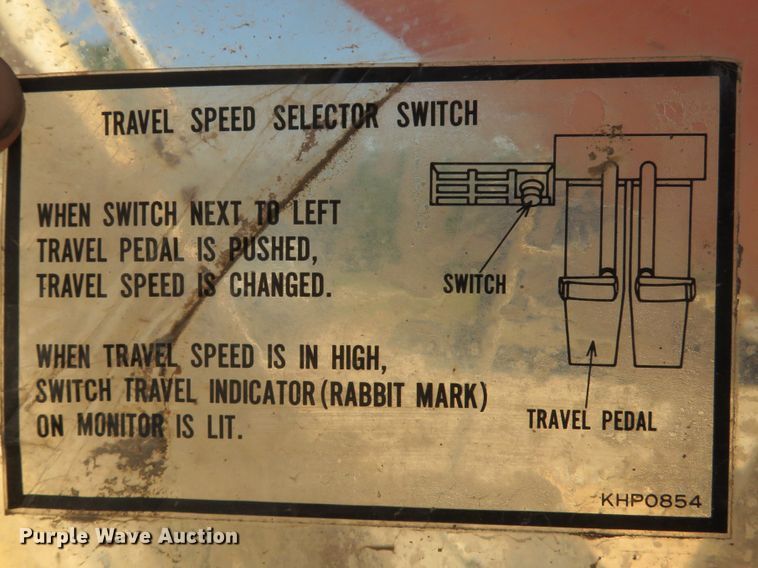 TRAVEL SPEED SELECTOR SWITCH
WHEN SWITCH NEXT TO LEFT
TRAVEL PEDAL IS PUSHED,
TRAVEL SPEED IS CHANGED.
SWITCH
WHEN TRAVEL SPEED IS IN HIGH,
SWITCH TRAVEL INDICATOR (RABBIT MARK)
ON MONITOR IS LIT.
TRAVEL PEDAL
KHP0854
Purple Wave Auction